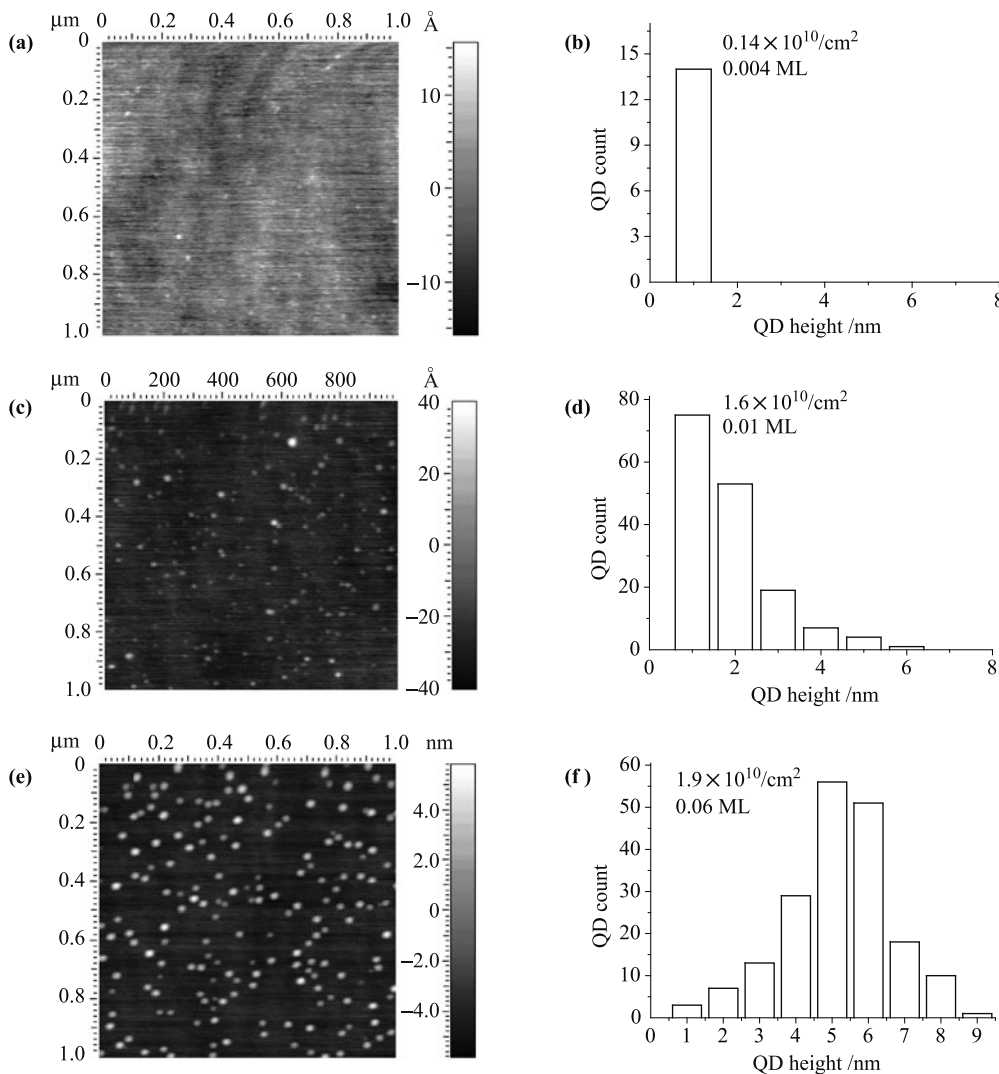 (a)
µm 0 0.2 0.4 0.6 0.8 1.0
0
0.2
0.4
0.6
0.8
1.0
Å
10
0
−10
(b)
0.14×10¹⁰/cm²
0.004 ML
15
12
9
6
3
0
QD count
0 2 4 6 8
QD height /nm
(c)
µm 0 200 400 600 800
0
0.2
0.4
0.6
0.8
1.0
Å
40
20
0
−20
−40
(d)
1.6×10¹⁰/cm²
0.01 ML
80
60
40
20
0
QD count
0 2 4 6 8
QD height /nm
(e)
µm 0 0.2 0.4 0.6 0.8 1.0
0
0.2
0.4
0.6
0.8
1.0
nm
4.0
2.0
0
−2.0
−4.0
(f)
1.9×10¹⁰/cm²
0.06 ML
60
50
40
30
20
10
0
QD count
0 1 2 3 4 5 6 7 8 9
QD height /nm